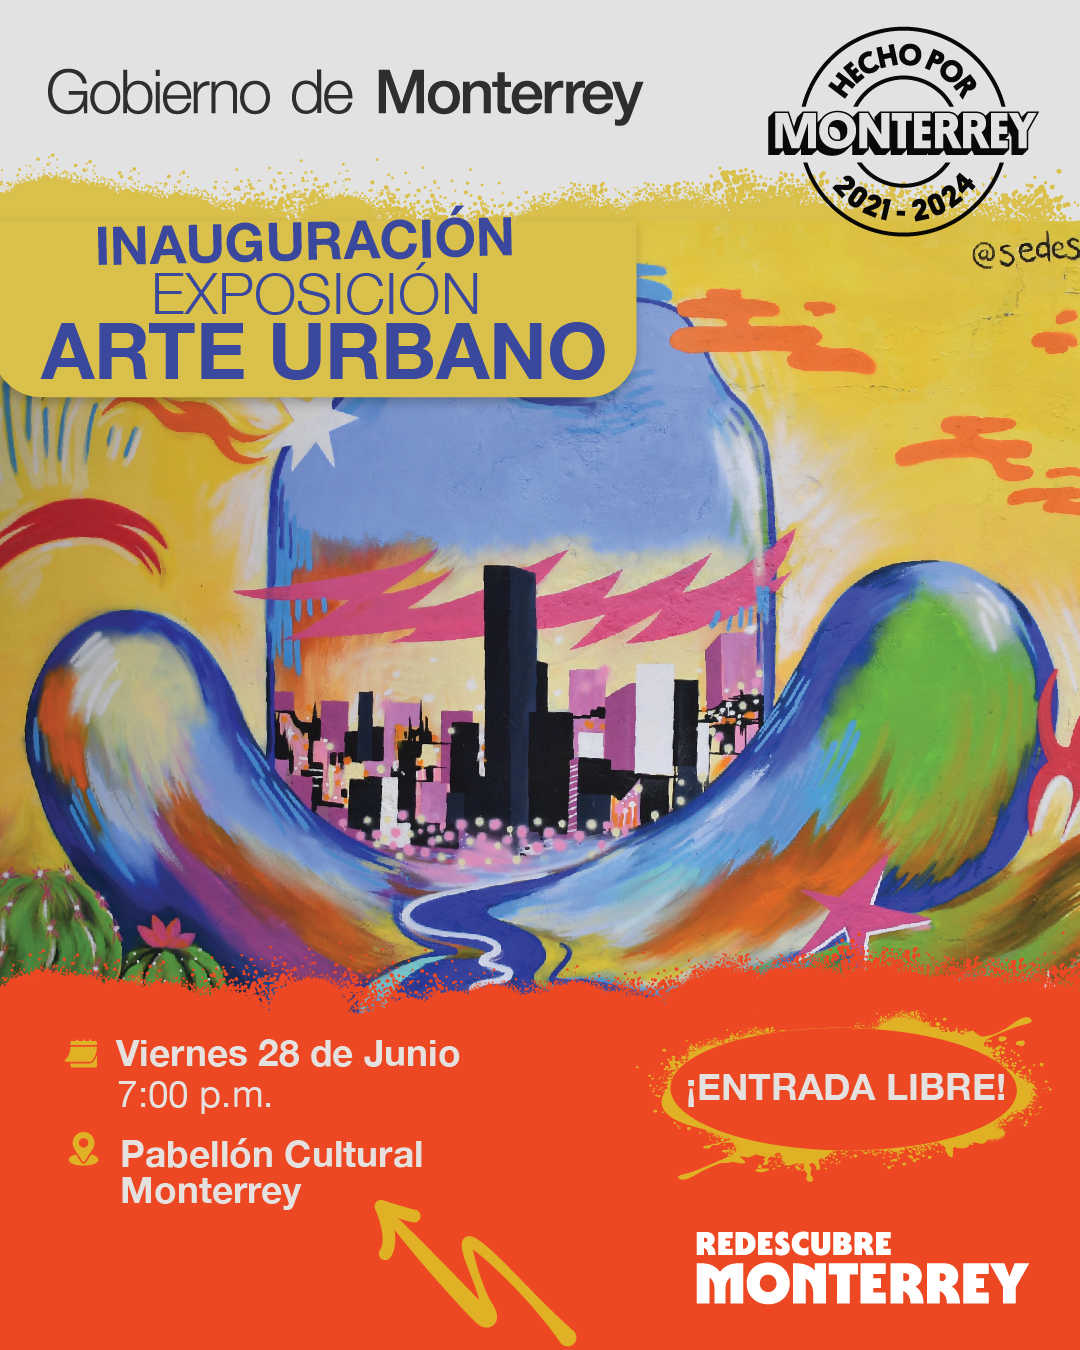 Gobierno de Monterrey
HECHO POR
MONTERREY
2021 - 2024
@sedes
INAUGURACIÓN
EXPOSICIÓN
ARTE URBANO
Viernes 28 de Junio
7:00 p.m.
¡ENTRADA LIBRE!
Pabellón Cultural
Monterrey
REDESCUBRE
MONTERREY